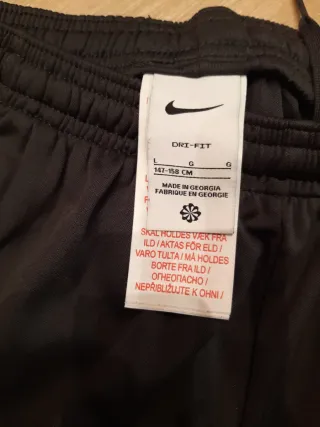 DRI-FIT
L G G
147-158 CM
MADE IN GEORGIA
FABRIQUE EN GEORGIE
SKAL HOLDES VÆK FRA
ILD / AKTAS FÖR ELD /
VARO TULTA / MÅ HOLDES
BORTE FRA ILD /
ОГНЕОПАСНО /
NEPŘIBLIŽUJTE K OHNI /